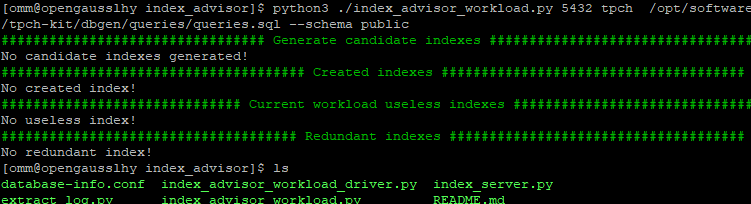 [omm@opengausslhy index_advisor]$ python3 ./index_advisor_workload.py 5432 tpch  /opt/software
/tpch-kit/dbgen/queries/queries.sql --schema public
################################## Generate candidate indexes ##################################
No candidate indexes generated!
####################################### Created indexes #######################################
No created index!
############################### Current workload useless indexes ###############################
No useless index!
###################################### Redundant indexes ######################################
No redundant index!
[omm@opengausslhy index_advisor]$ ls
database-info.conf  index_advisor_workload_driver.py  index_server.py
extract_log.py      index_advisor_workload.py         README.md